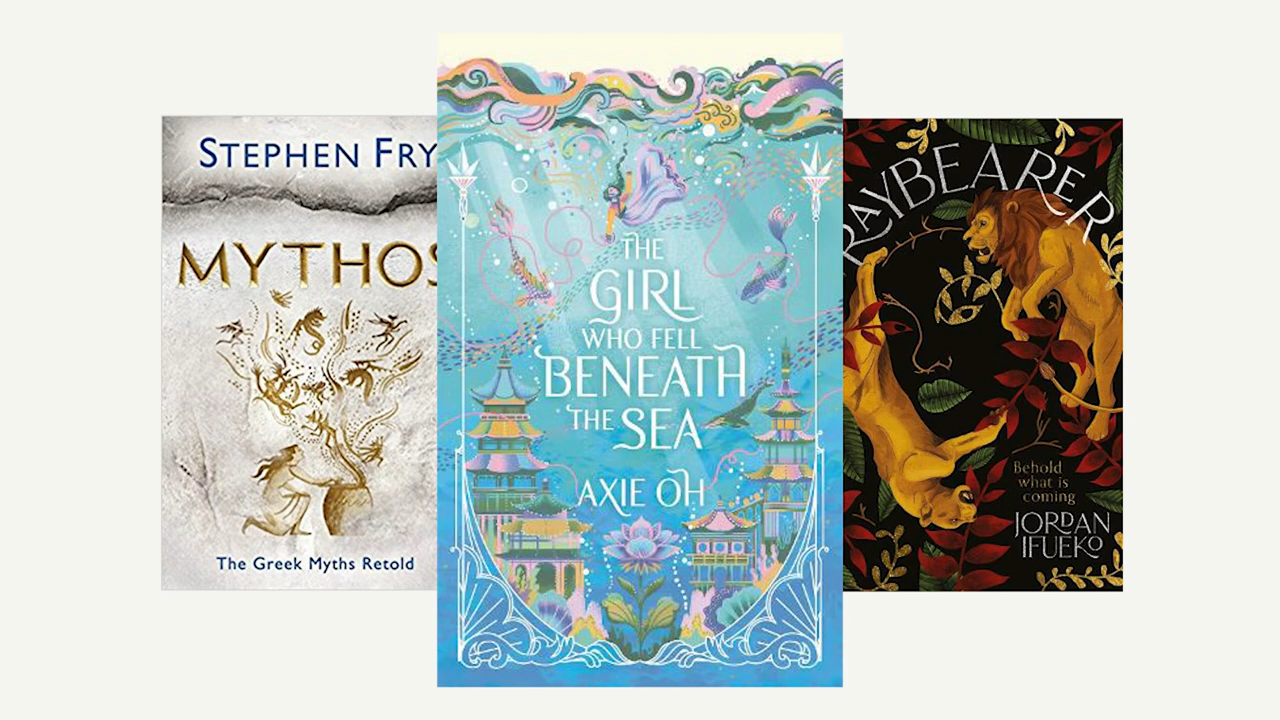 STEPHEN FRY
MYTHOS
The Greek Myths Retold
THE
GIRL
WHO FELL
BENEATH
THE SEA
AXIE OH
RAYBEARER
Behold
what is
coming
JORDAN
IFUEKO